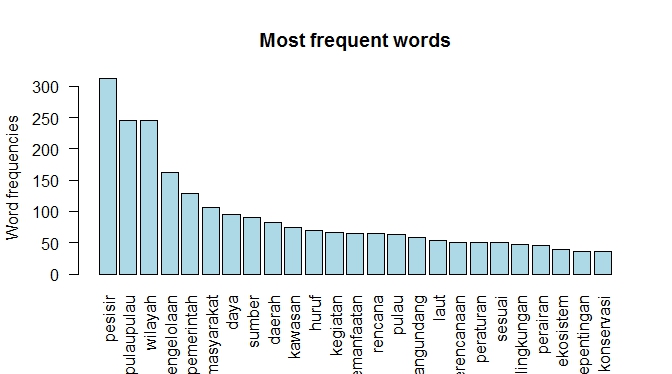 Most frequent words
Word frequencies
300
250
200
150
100
50
0
pesisir
pulaupulau
wilayah
engelolaan
pemerintah
masyarakat
daya
sumber
daerah
kawasan
huruf
kegiatan
emanfaatan
rencana
pulau
angundang
laut
erencanaan
peraturan
sesuai
lingkungan
perairan
ekosistem
epentingan
konservasi